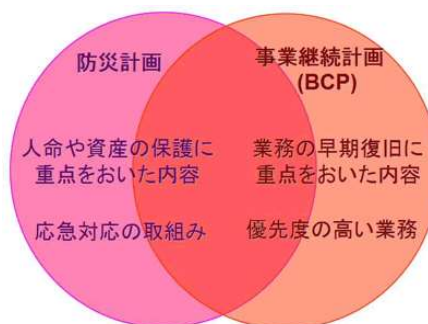 防災計画
人命や資産の保護に
重点をおいた内容
応急対応の取組み
事業継続計画
(BCP)
業務の早期復旧に
重点をおいた内容
優先度の高い業務